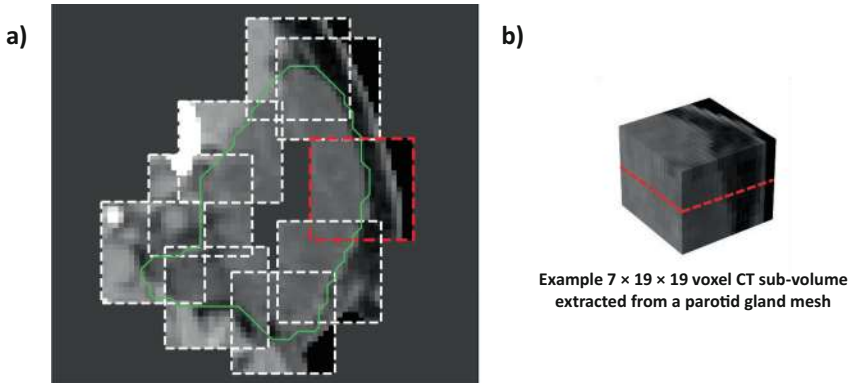 a)
b)
Example 7 × 19 × 19 voxel CT sub-volume
extracted from a parotid gland mesh